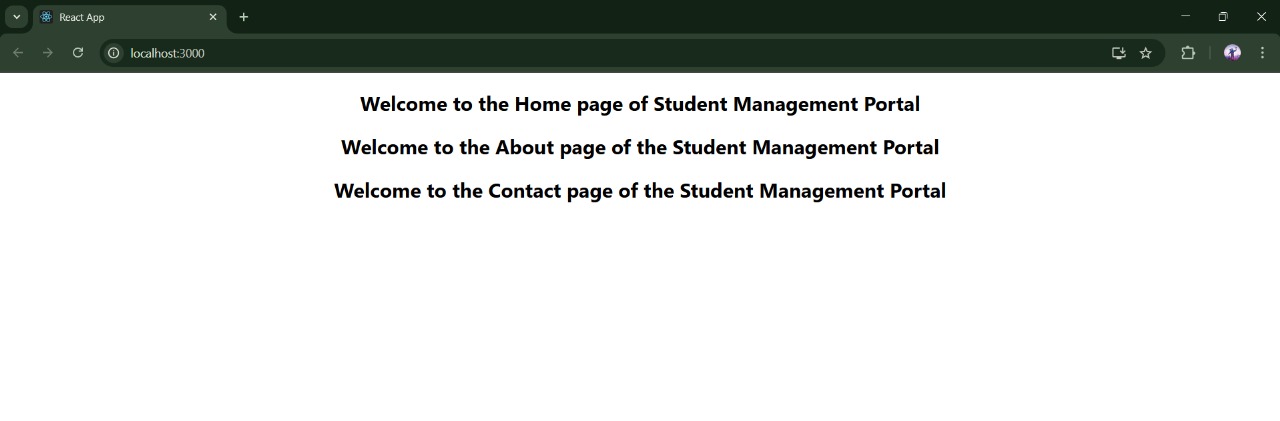 React App
localhost:3000
Welcome to the Home page of Student Management Portal
Welcome to the About page of the Student Management Portal
Welcome to the Contact page of the Student Management Portal